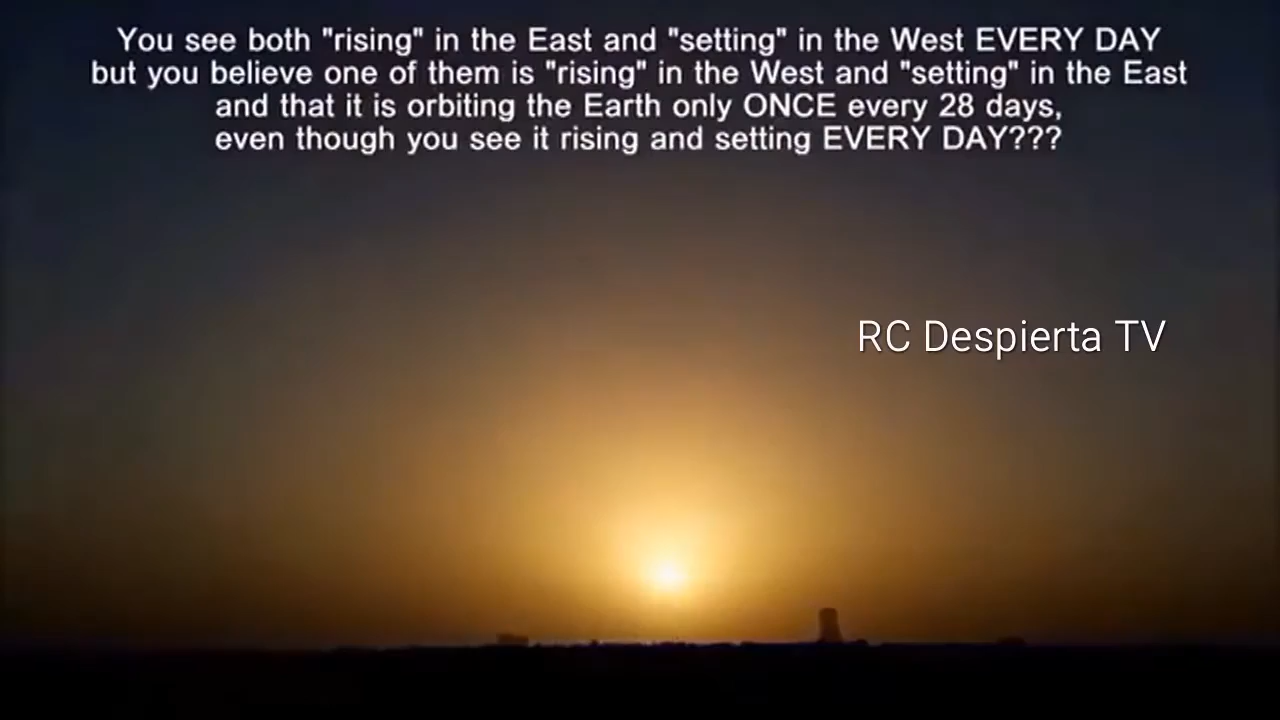 You see both "rising" in the East and "setting" in the West EVERY DAY
but you believe one of them is "rising" in the West and "setting" in the East
and that it is orbiting the Earth only ONCE every 28 days,
even though you see it rising and setting EVERY DAY???
RC Despierta TV